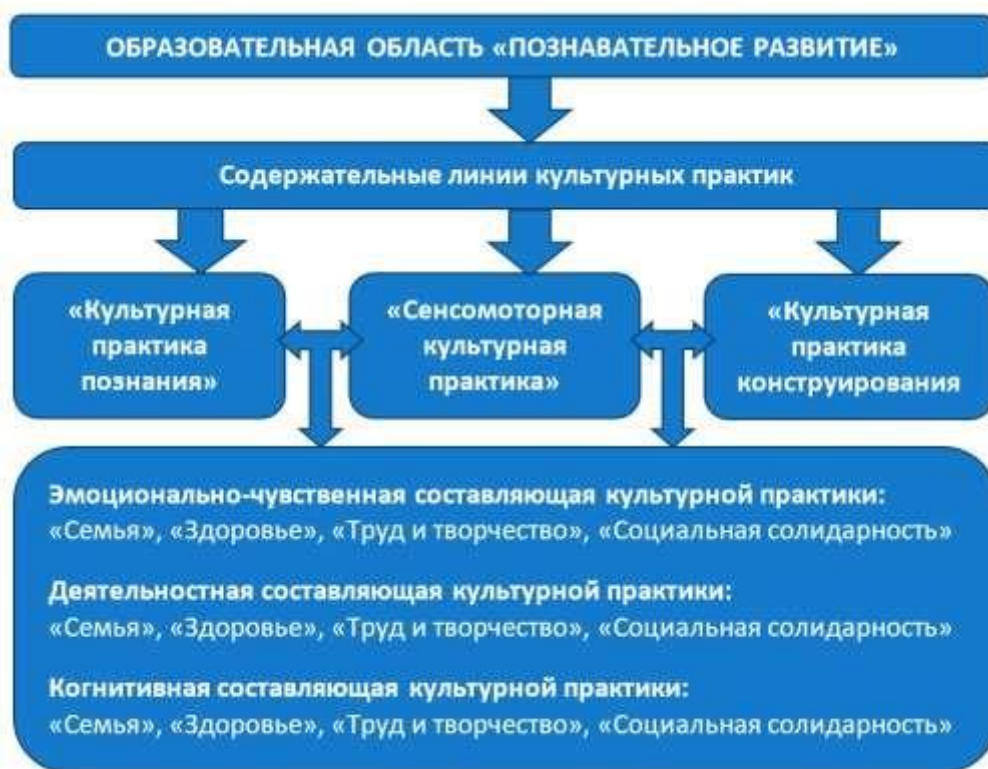 ОБРАЗОВАТЕЛЬНАЯ ОБЛАСТЬ «ПОЗНАВАТЕЛЬНОЕ РАЗВИТИЕ»
Содержательные линии культурных практик
«Культурная
практика
познания»
«Сенсомоторная
культурная
практика»
«Культурная
практика
конструирования
Эмоционально-чувственная составляющая культурной практики:
«Семья», «Здоровье», «Труд и творчество», «Социальная солидарность»
Деятельностная составляющая культурной практики:
«Семья», «Здоровье», «Труд и творчество», «Социальная солидарность»
Когнитивная составляющая культурной практики:
«Семья», «Здоровье», «Труд и творчество», «Социальная солидарность»